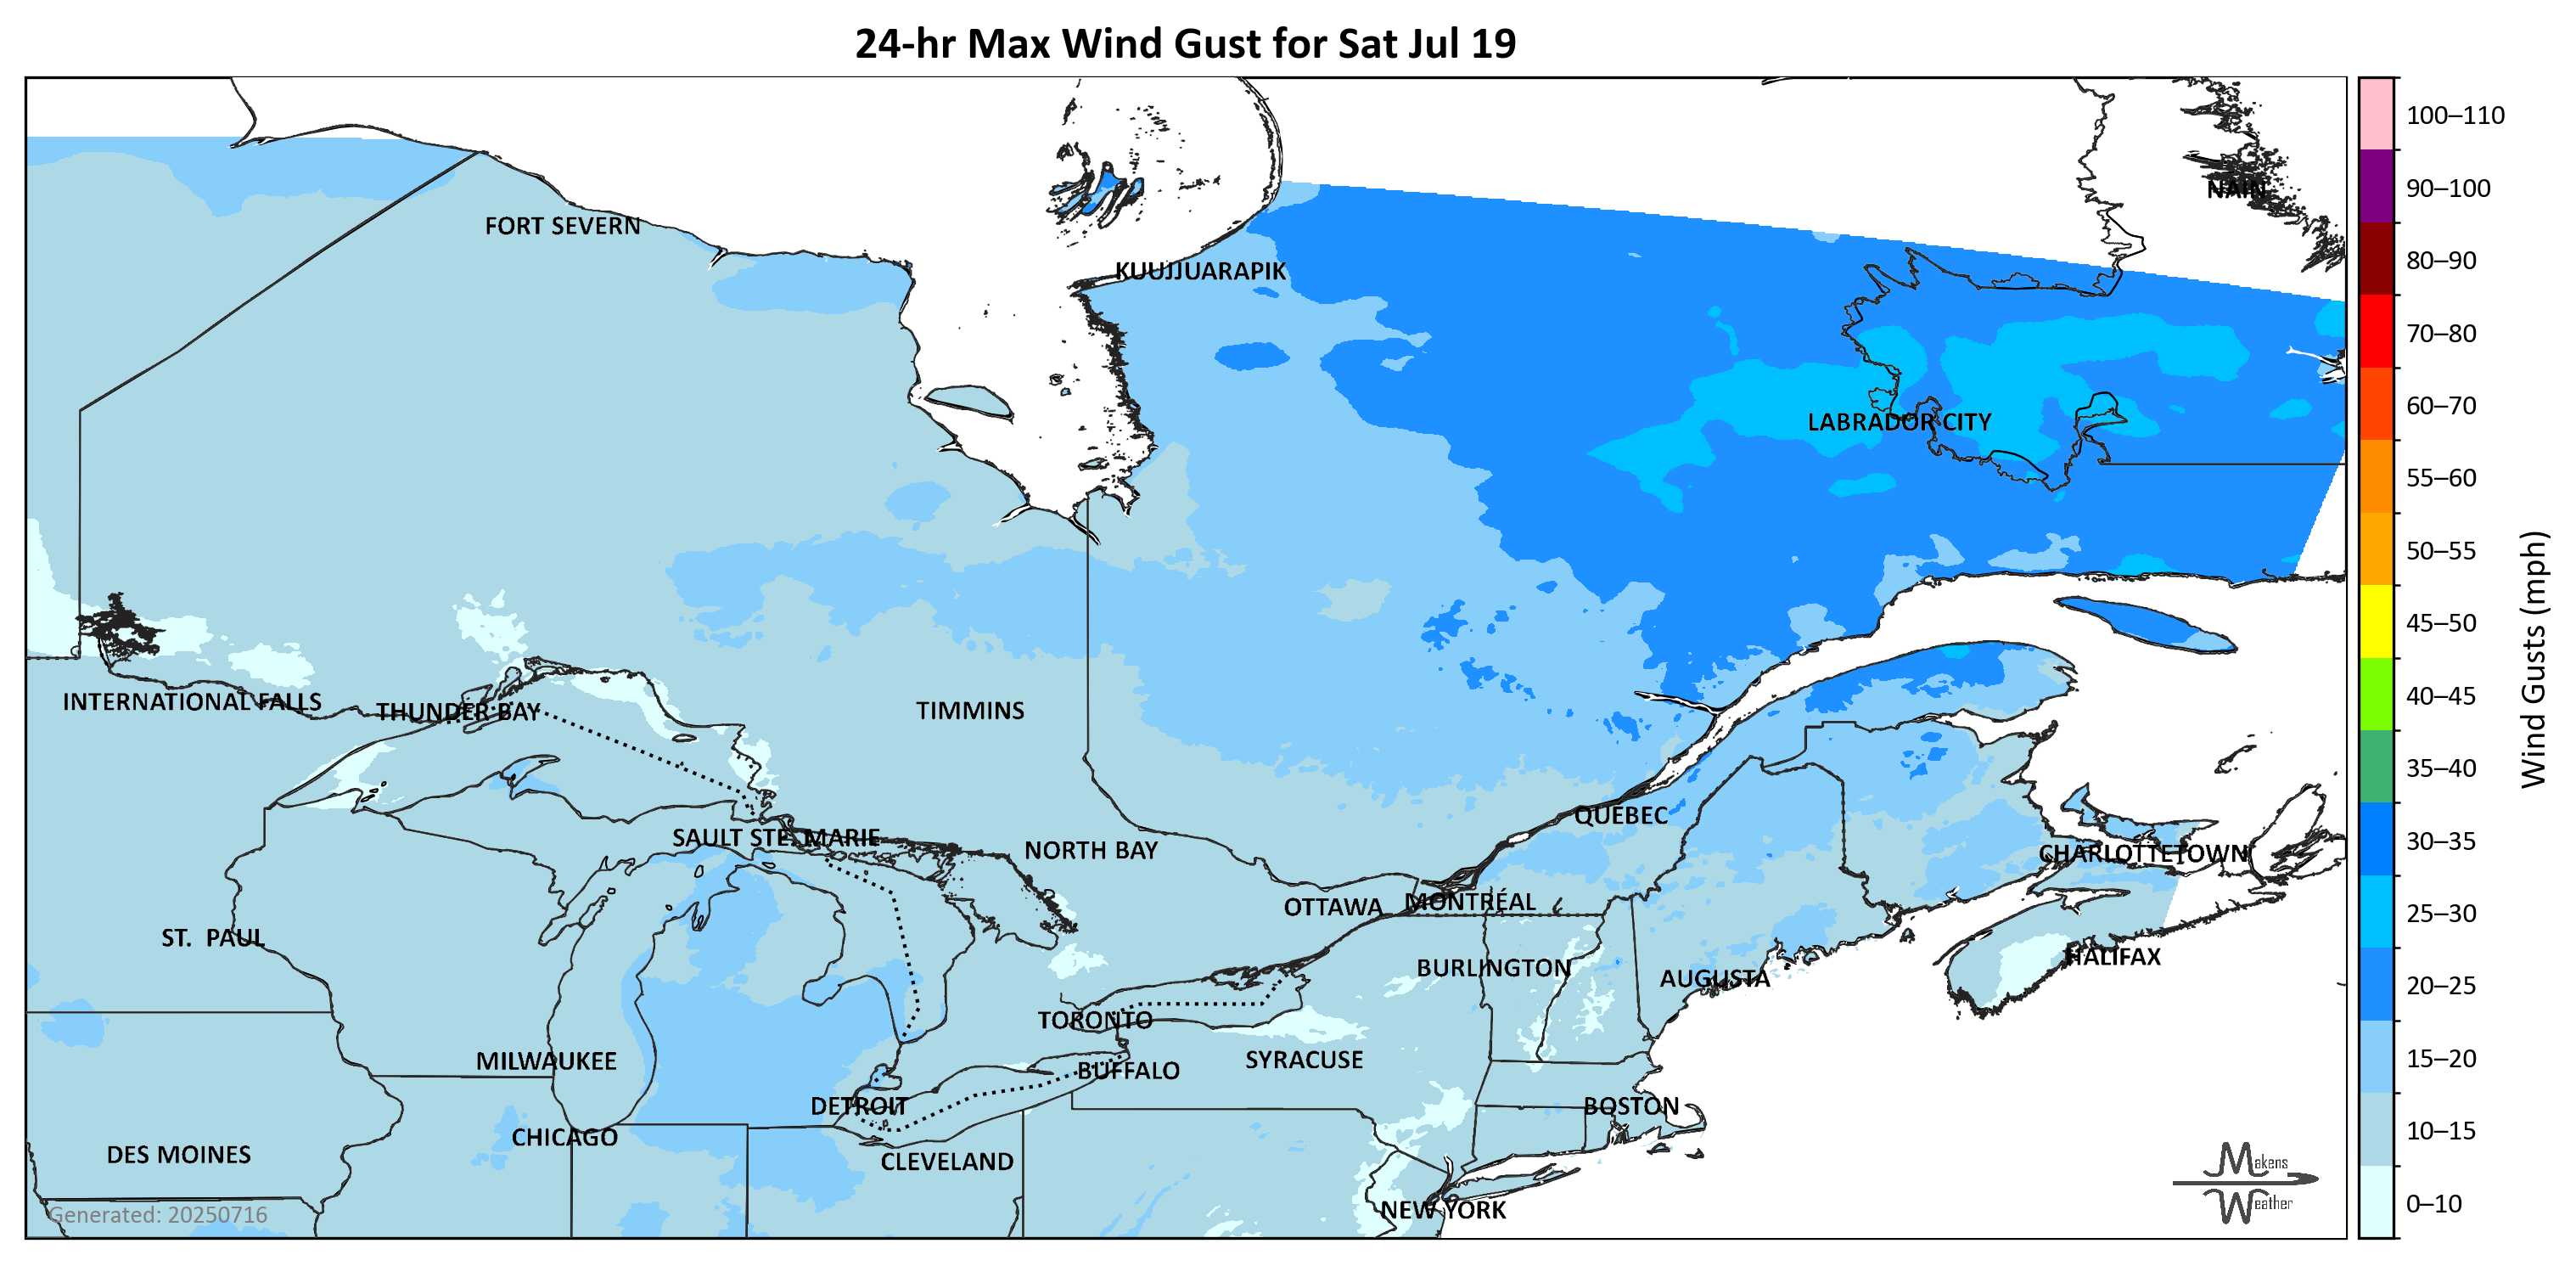 24-hr Max Wind Gust for Sat Jul 19
NAIN
FORT SEVERN
KUUJJUARAPIK
LABRADOR CITY
INTERNATIONAL FALLS
THUNDER BAY
TIMMINS
QUEBEC
SAULT STE. MARIE
NORTH BAY
CHARLOTTETOWN
OTTAWA
MONTRÉAL
ST. PAUL
HALIFAX
BURLINGTON
AUGUSTA
TORONTO
MILWAUKEE
SYRACUSE
BUFFALO
DETROIT
BOSTON
CHICAGO
DES MOINES
CLEVELAND
NEW YORK
Generated: 20250716
Makens
Weather
100–110
90–100
80–90
70–80
60–70
55–60
50–55
45–50
40–45
35–40
30–35
25–30
20–25
15–20
10–15
0–10
Wind Gusts (mph)